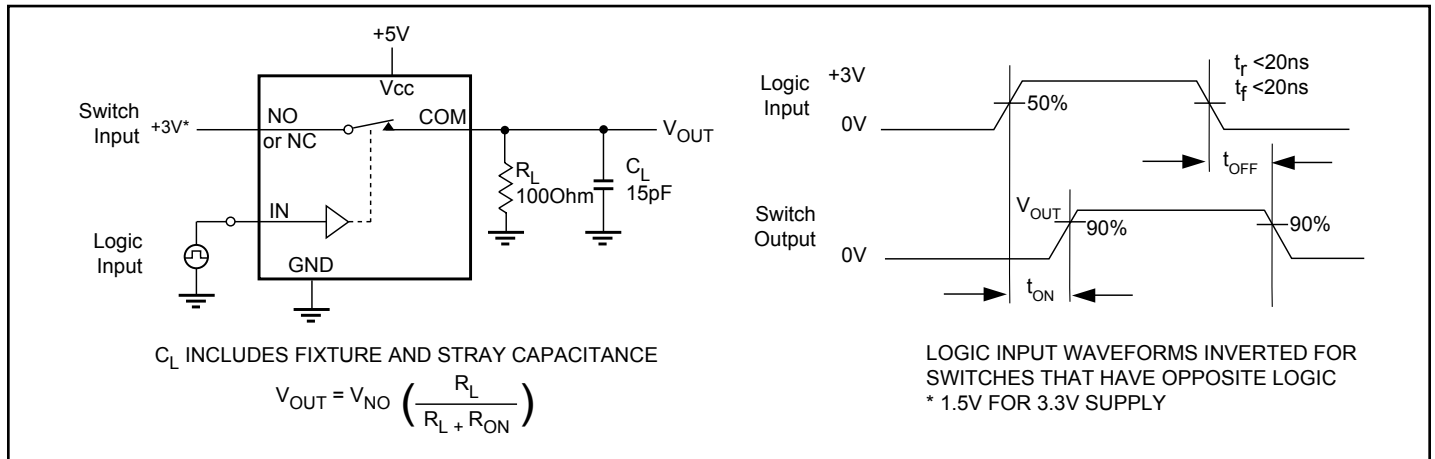 +5V
Vcc
Switch
Input
+3V*
NO
or NC
COM
VOUT
RL
100Ohm
CL
15pF
IN
Logic
Input
GND
CL INCLUDES FIXTURE AND STRAY CAPACITANCE
VOUT = VNO ( RL / RL + RON )
Logic
Input
+3V
0V
50%
tr <20ns
tf <20ns
tOFF
Switch
Output
VOUT
0V
90%
90%
tON
LOGIC INPUT WAVEFORMS INVERTED FOR
SWITCHES THAT HAVE OPPOSITE LOGIC
* 1.5V FOR 3.3V SUPPLY